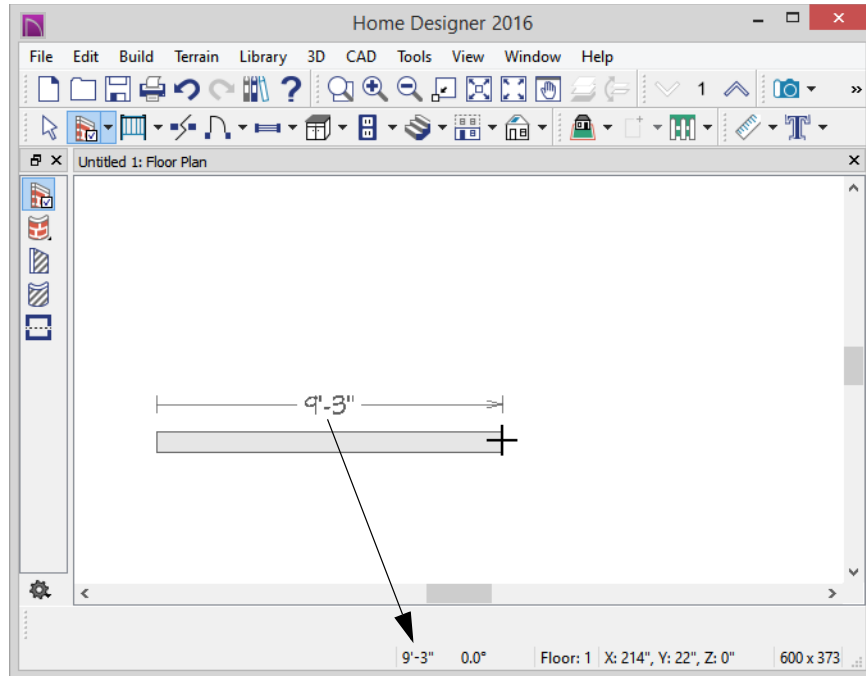 Home Designer 2016
File Edit Build Terrain Library 3D CAD Tools View Window Help
? 1 »
T
Untitled 1: Floor Plan
9'-3"
9'-3" 0.0° Floor: 1 X: 214", Y: 22", Z: 0" 600 x 373